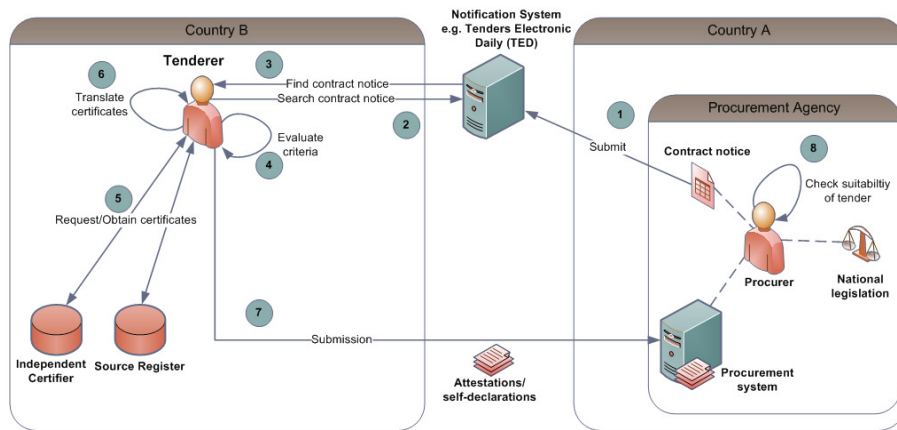 Notification System
e.g. Tenders Electronic
Daily (TED)
Country B
Country A
Tenderer
3
6
Find contract notice
Search contract notice
Translate
certificates
2
1
Procurement Agency
Evaluate
criteria
4
Submit
Contract notice
8
Check suitabiltiy
of tender
5
Request/Obtain certificates
Procurer
National
legislation
7
Submission
Independent
Certifier
Source Register
Attestations/
self-declarations
Procurement
system